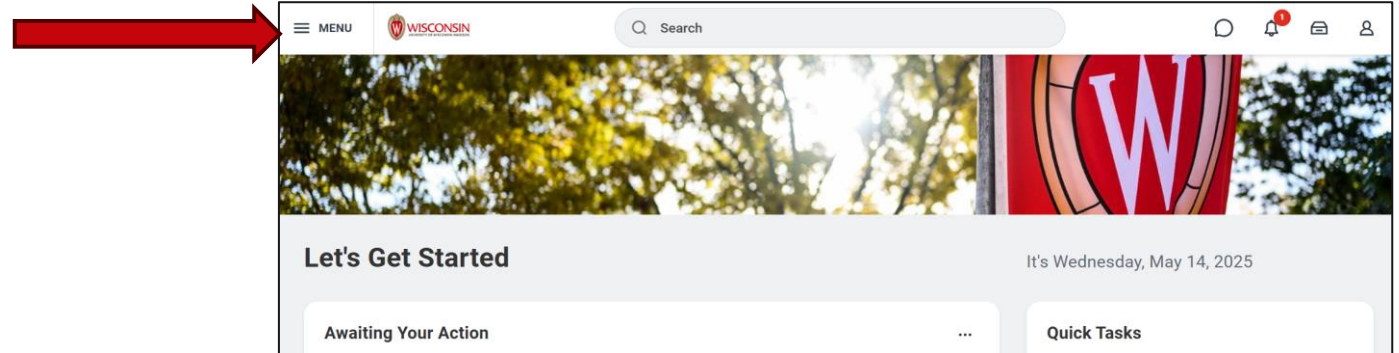 MENU
WISCONSIN
Search
1
W
Let's Get Started
It's Wednesday, May 14, 2025
Awaiting Your Action
Quick Tasks